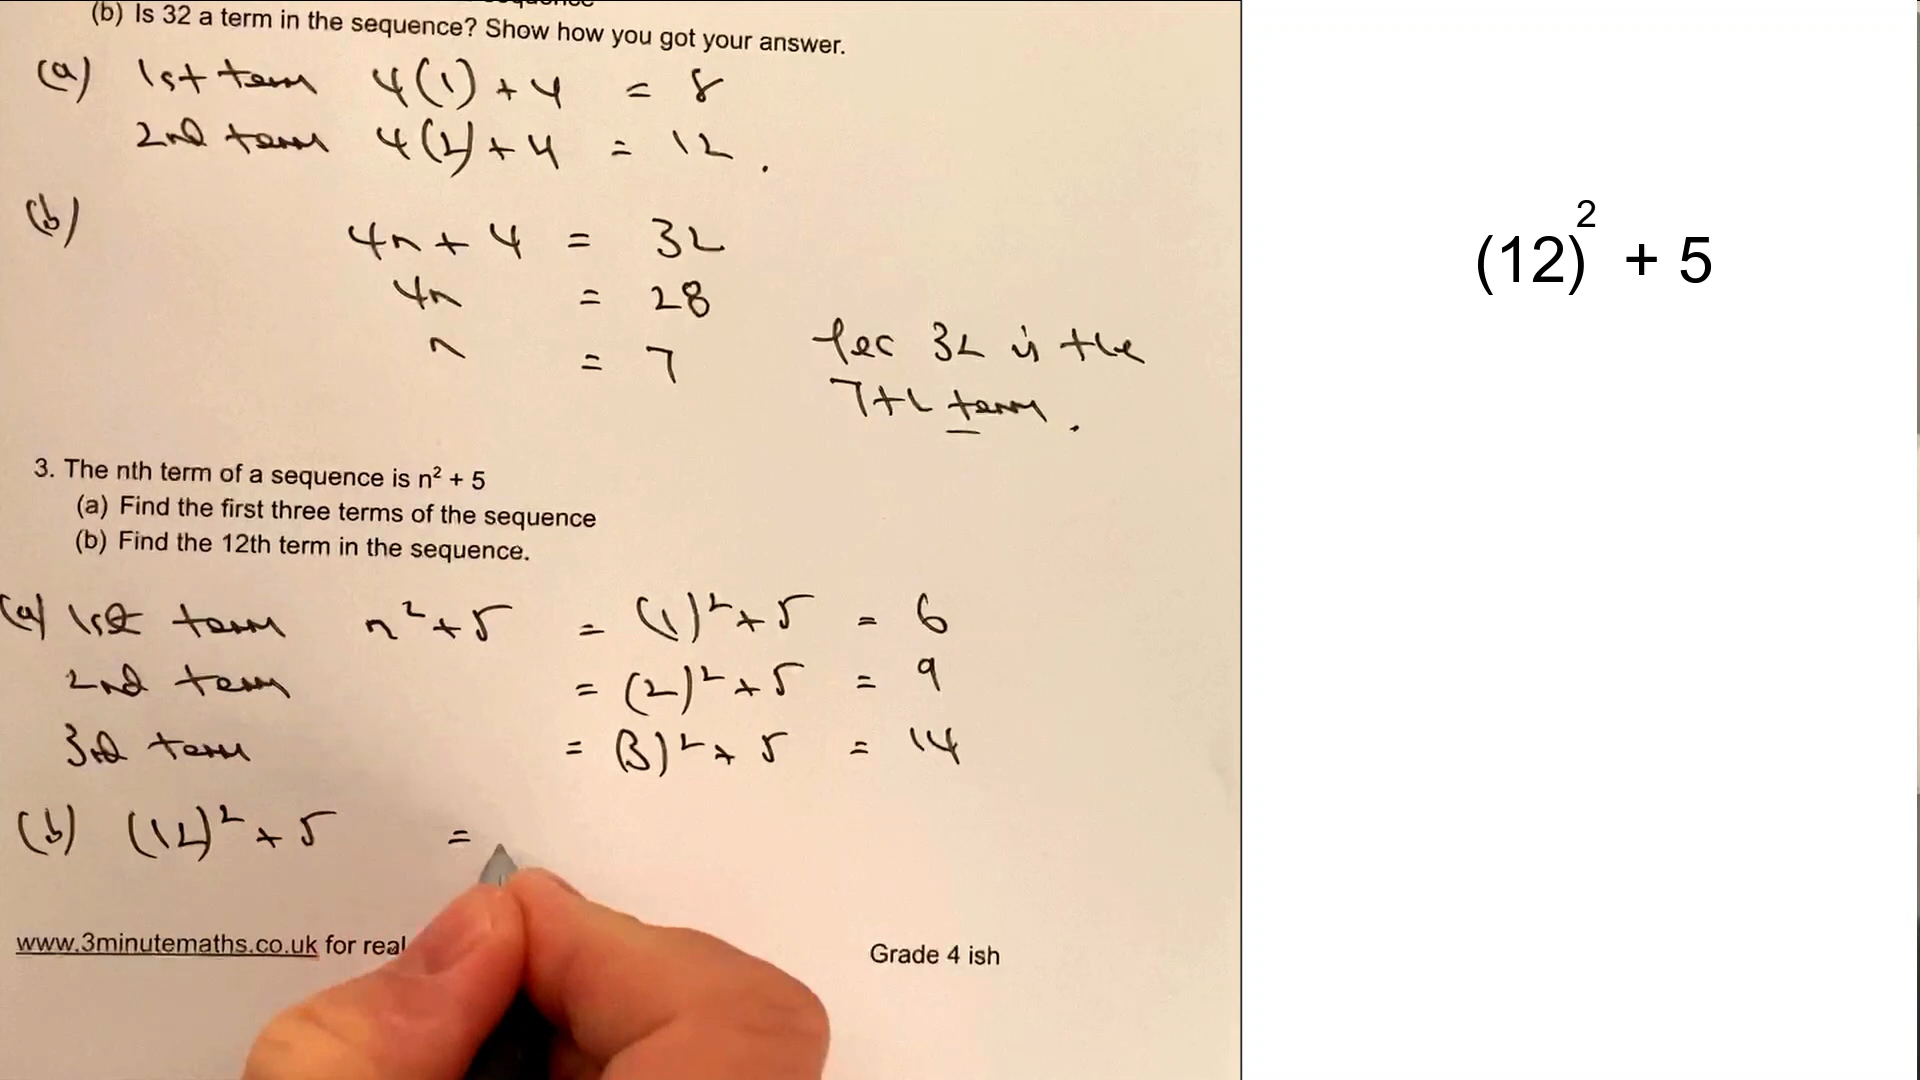 (b) Is 32 a term in the sequence? Show how you got your answer.
(a) 1st term 4(1) + 4 = 8
2nd term 4(2) + 4 = 12.
(b)
4n + 4 = 32
4n = 28
n = 7
32 is the
7th term.
3. The nth term of a sequence is n² + 5
(a) Find the first three terms of the sequence
(b) Find the 12th term in the sequence.
(a) 1st term n² + 5 = (1)² + 5 = 6
2nd term = (2)² + 5 = 9
3rd term = (3)² + 5 = 14
(b) (12)² + 5 =
www.3minutemaths.co.uk for real
Grade 4 ish
(12)² + 5